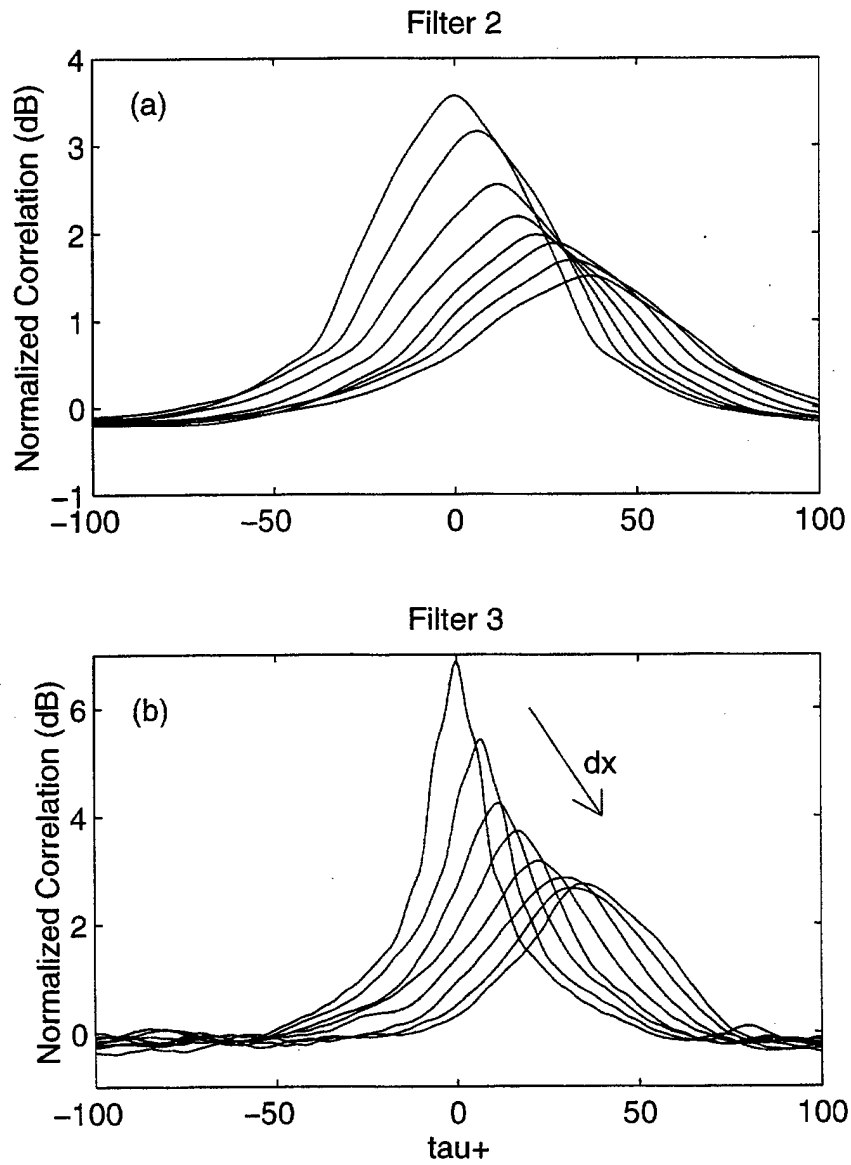 Filter 2
(a)
Normalized Correlation (dB)
4
3
2
1
0
−1
−100
−50
0
50
100
Filter 3
(b)
dx
Normalized Correlation (dB)
6
4
2
0
−100
−50
0
50
100
tau+